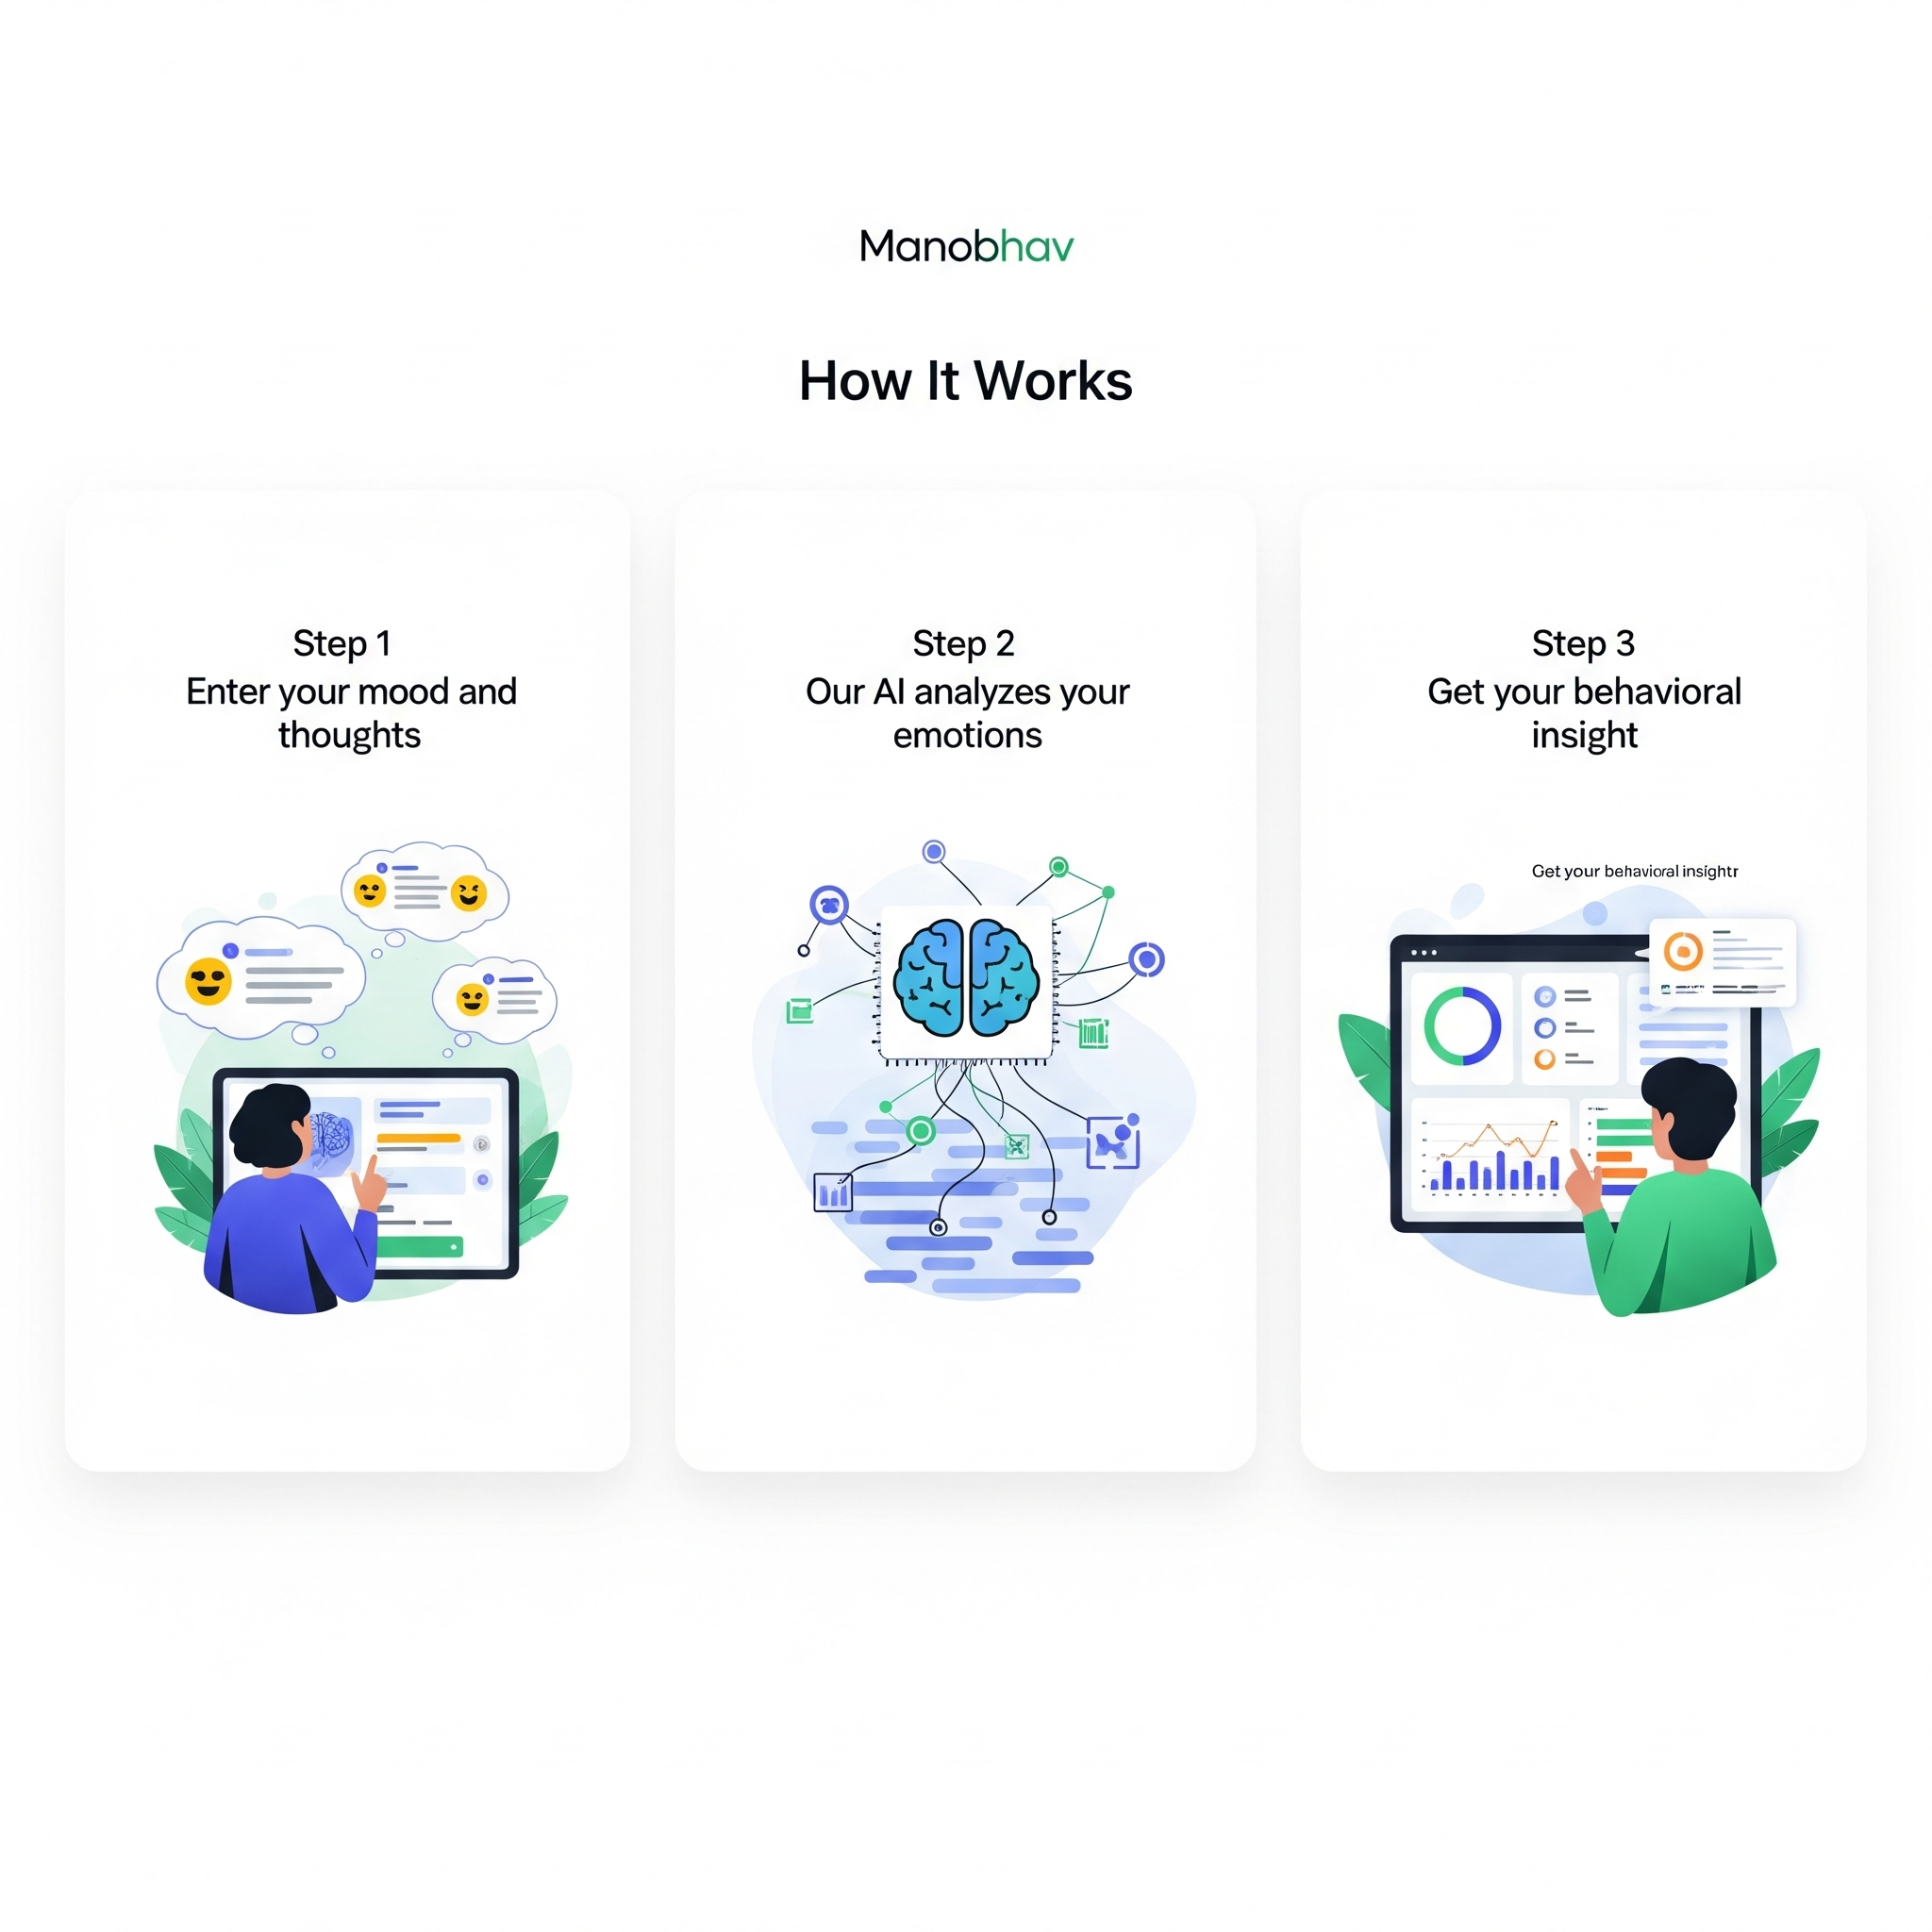 Manobhav
How It Works
Step 1
Enter your mood and
thoughts
Step 2
Our AI analyzes your
emotions
Step 3
Get your behavioral
insight
Get your behavioral insightr